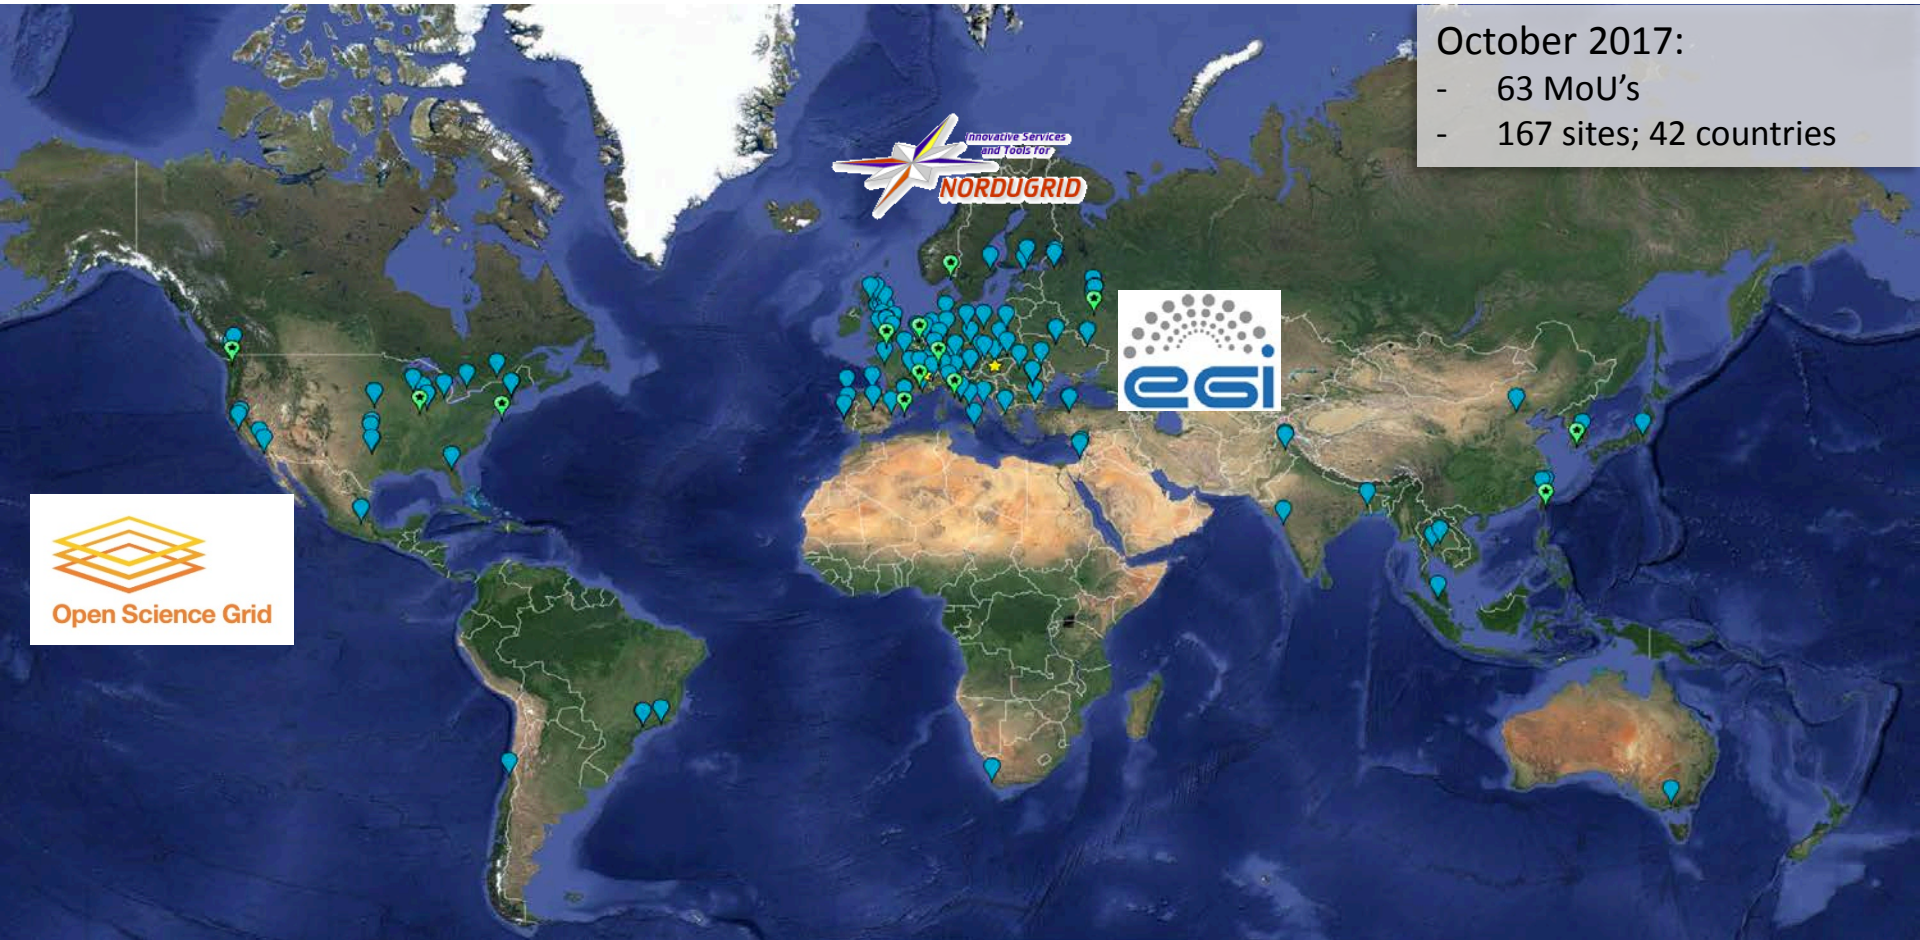 October 2017:
- 63 MoU's
- 167 sites; 42 countries
Innovative Services
and Tools for
NORDUGRID
egi
Open Science Grid